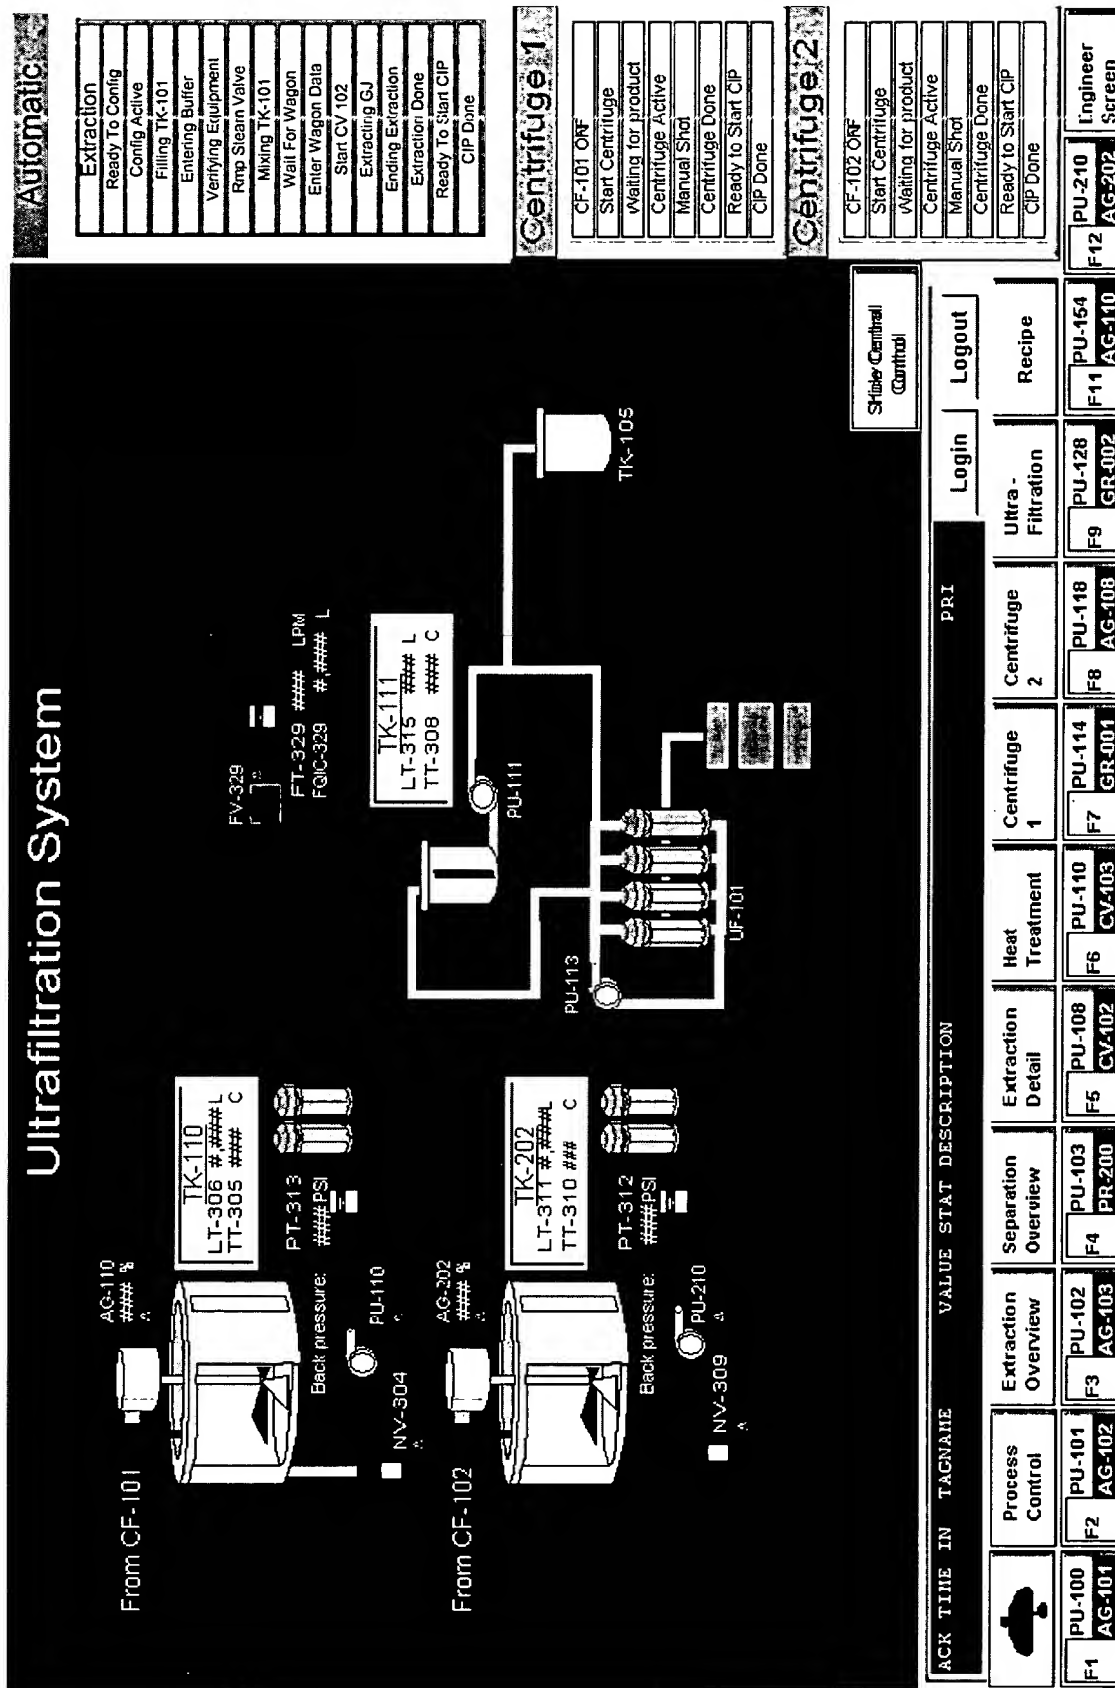 Ultrafiltration System
Automatic
Extraction
Ready To Config
Config Active
Filling TK-101
Entering Buffer
Verifying Equipment
Rmp Steam Valve
Mixing TK-101
Wait For Wagon
Enter Wagon Data
Start CV 102
Extracting GJ
Ending Extraction
Extraction Done
Ready To Start CIP
CIP Done
Centrifuge 1
CF-101 OFF
Start Centrifuge
Waiting for product
Centrifuge Active
Manual Shot
Centrifuge Done
Ready to Start CIP
CIP Done
Centrifuge 2
CF-102 OFF
Start Centrifuge
Waiting for product
Centrifuge Active
Manual Shot
Centrifuge Done
Ready to Start CIP
CIP Done
From CF-101
AG-110
#### %
A
TK-110
LT-306 #,#### L
TT-305 ### C
Back pressure:
PT-313
####PSI
PU-110
A
NV-304
A
From CF-102
AG-202
#### %
A
TK-202
LT-311 #,####L
TT-310 ### C
Back pressure:
PT-312
####PSI
PU-210
A
NV-309
A
FV-329
FT-329 #### LPM
FQIC-329 #,#### L
TK-111
LT-315 #### L
TT-308 ### C
PU-111
PU-113
UF-101
TK-105
Control
ACK TIME IN TAGNAME VALUE STAT DESCRIPTION PRI
Login Logout
Process Control
Extraction Overview
Separation Overview
Extraction Detail
Heat Treatment
Centrifuge 1
Centrifuge 2
Ultra - Filtration
Recipe
F1 PU-100 AG-101
F2 PU-101 AG-102
F3 PU-102 AG-103
F4 PU-103 PR-200
F5 PU-108 CV-102
F6 PU-110 CV-103
F7 PU-114 GR-001
F8 PU-118 AG-108
F9 PU-128 GR-002
F11 PU-154 AG-110
F12 PU-210 AG-202
Engineer Screen